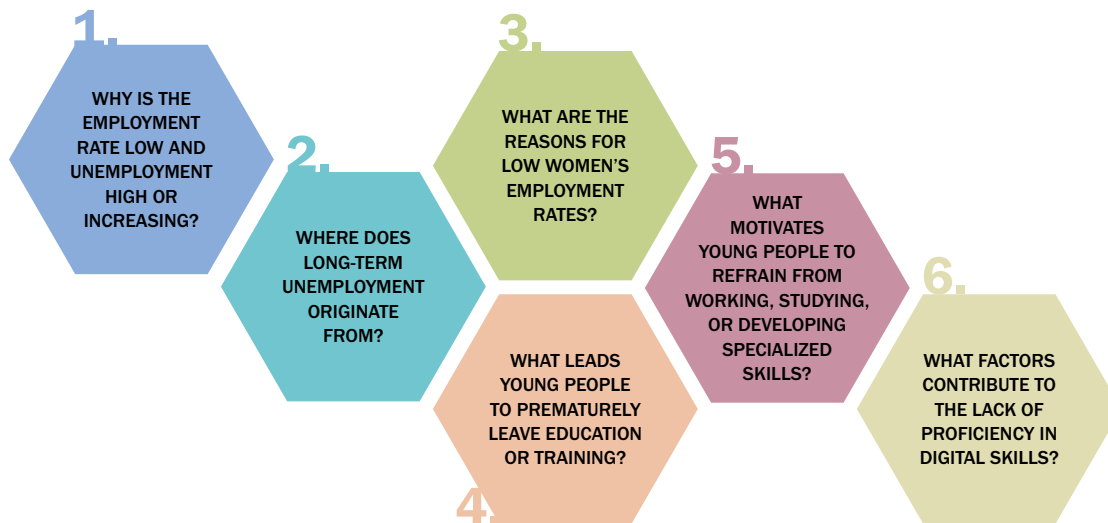 1.
WHY IS THE
EMPLOYMENT
RATE LOW AND
UNEMPLOYMENT
HIGH OR
INCREASING?
2.
WHERE DOES
LONG-TERM
UNEMPLOYMENT
ORIGINATE
FROM?
3.
WHAT ARE THE
REASONS FOR
LOW WOMEN'S
EMPLOYMENT
RATES?
4.
WHAT LEADS
YOUNG PEOPLE
TO PREMATURELY
LEAVE EDUCATION
OR TRAINING?
5.
WHAT
MOTIVATES
YOUNG PEOPLE TO
REFRAIN FROM
WORKING, STUDYING,
OR DEVELOPING
SPECIALIZED
SKILLS?
6.
WHAT FACTORS
CONTRIBUTE TO
THE LACK OF
PROFICIENCY IN
DIGITAL SKILLS?